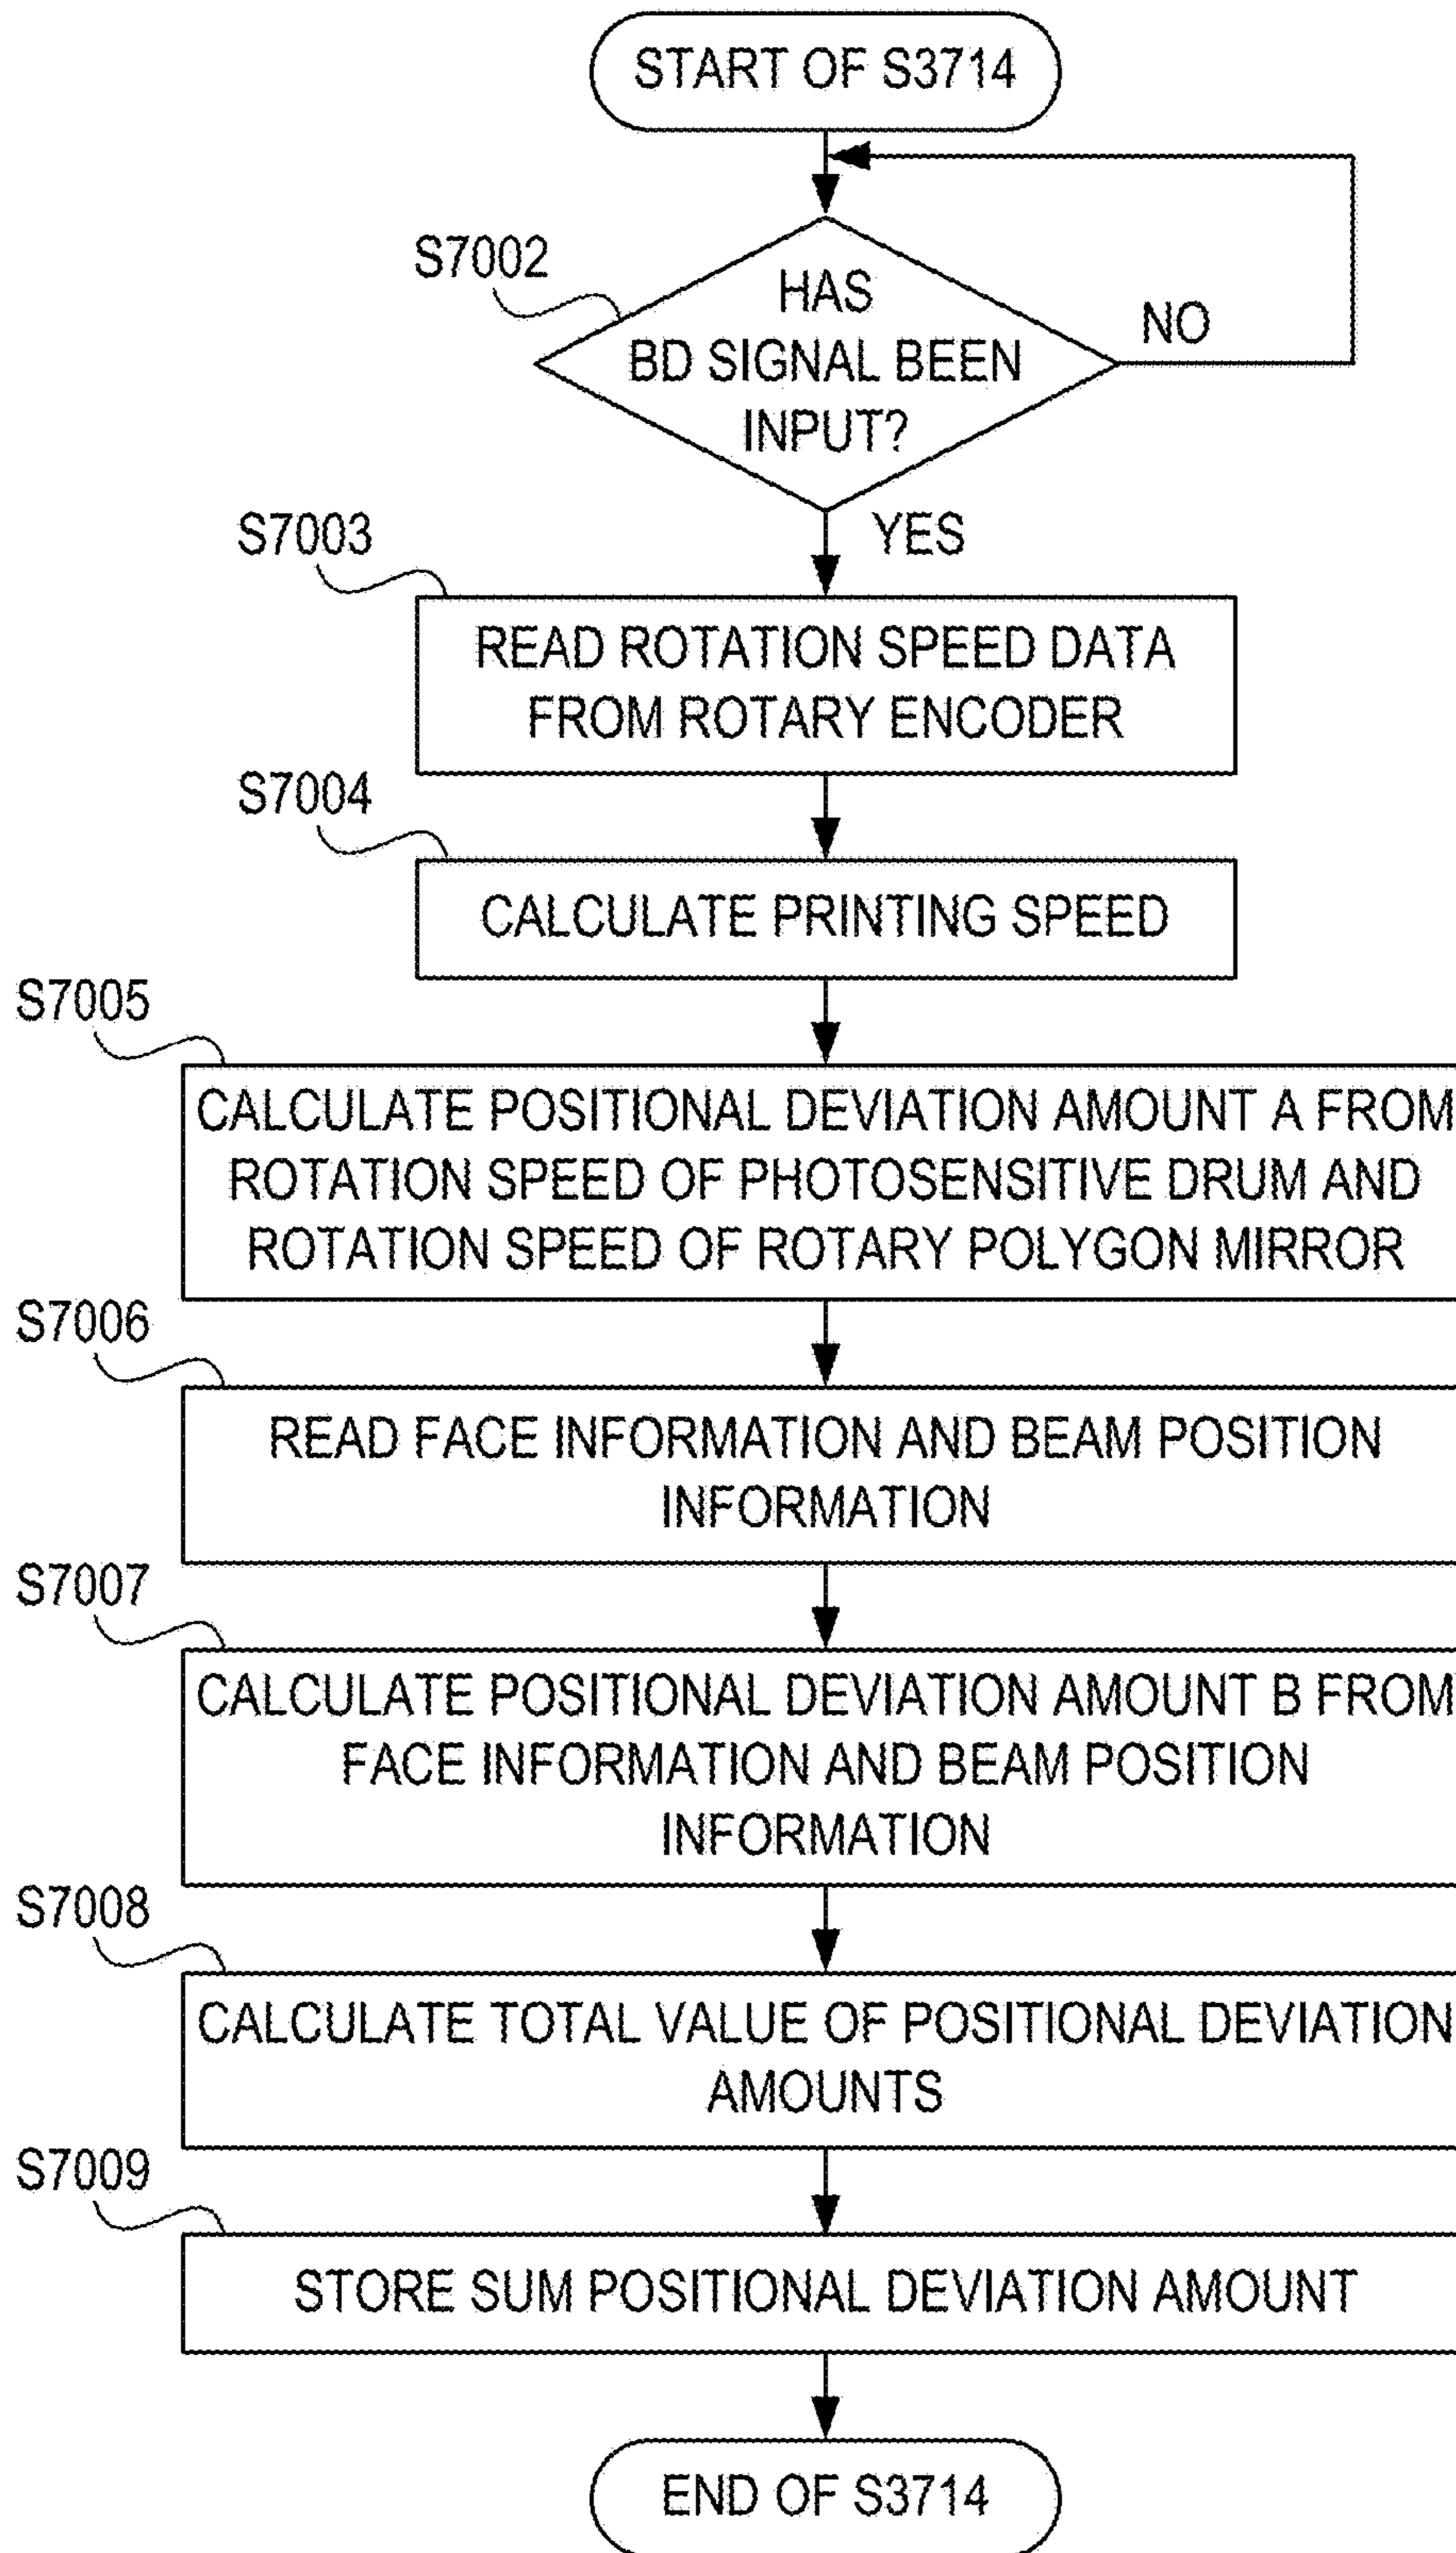 START OF S3714
S7002
HAS
BD SIGNAL BEEN
INPUT?
NO
YES
S7003
READ ROTATION SPEED DATA
FROM ROTARY ENCODER
S7004
CALCULATE PRINTING SPEED
S7005
CALCULATE POSITIONAL DEVIATION AMOUNT A FROM
ROTATION SPEED OF PHOTOSENSITIVE DRUM AND
ROTATION SPEED OF ROTARY POLYGON MIRROR
S7006
READ FACE INFORMATION AND BEAM POSITION
INFORMATION
S7007
CALCULATE POSITIONAL DEVIATION AMOUNT B FROM
FACE INFORMATION AND BEAM POSITION
INFORMATION
S7008
CALCULATE TOTAL VALUE OF POSITIONAL DEVIATION
AMOUNTS
S7009
STORE SUM POSITIONAL DEVIATION AMOUNT
END OF S3714